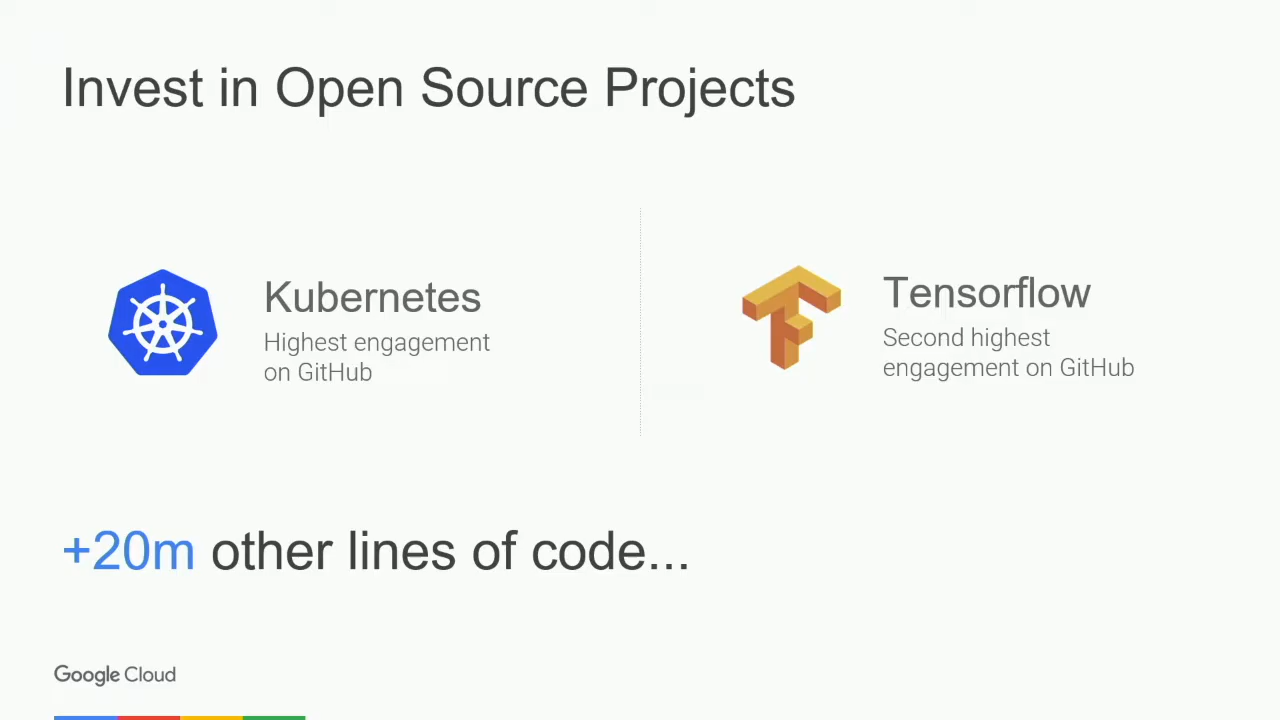 Invest in Open Source Projects
Kubernetes
Highest engagement
on GitHub
Tensorflow
Second highest
engagement on GitHub
+20m other lines of code...
Google Cloud